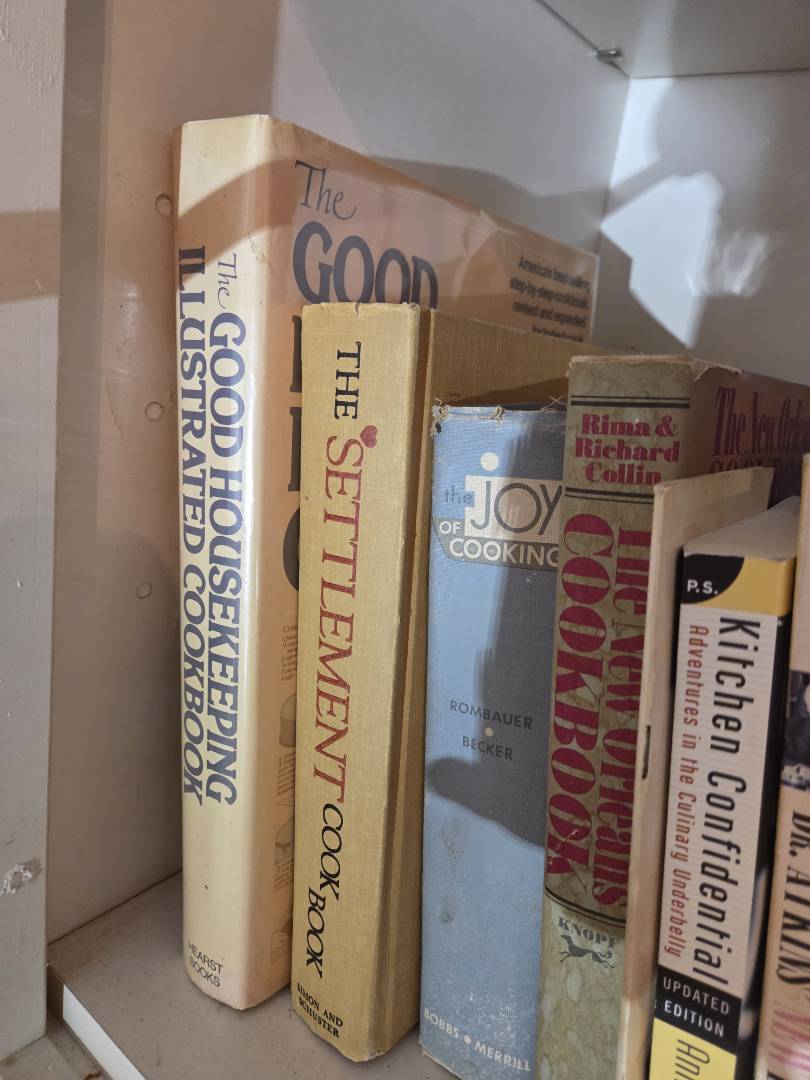 The
GOOD HOUSEKEEPING
ILLUSTRATED COOKBOOK
HEARST
BOOKS
The
GOOD
America's best-selling
step-by-step cookbook
revised and expanded
THE SETTLEMENT COOK BOOK
SIMON AND
SCHUSTER
the JOY
OF
COOKING
ROMBAUER
BECKER
BOBBS • MERRILL
Rima &
Richard
Collin
The New Orleans
COOKBOOK
KNOPF
The New
P.S.
Kitchen Confidential
Adventures in the Culinary Underbelly
UPDATED
EDITION
DR. ATKINS'